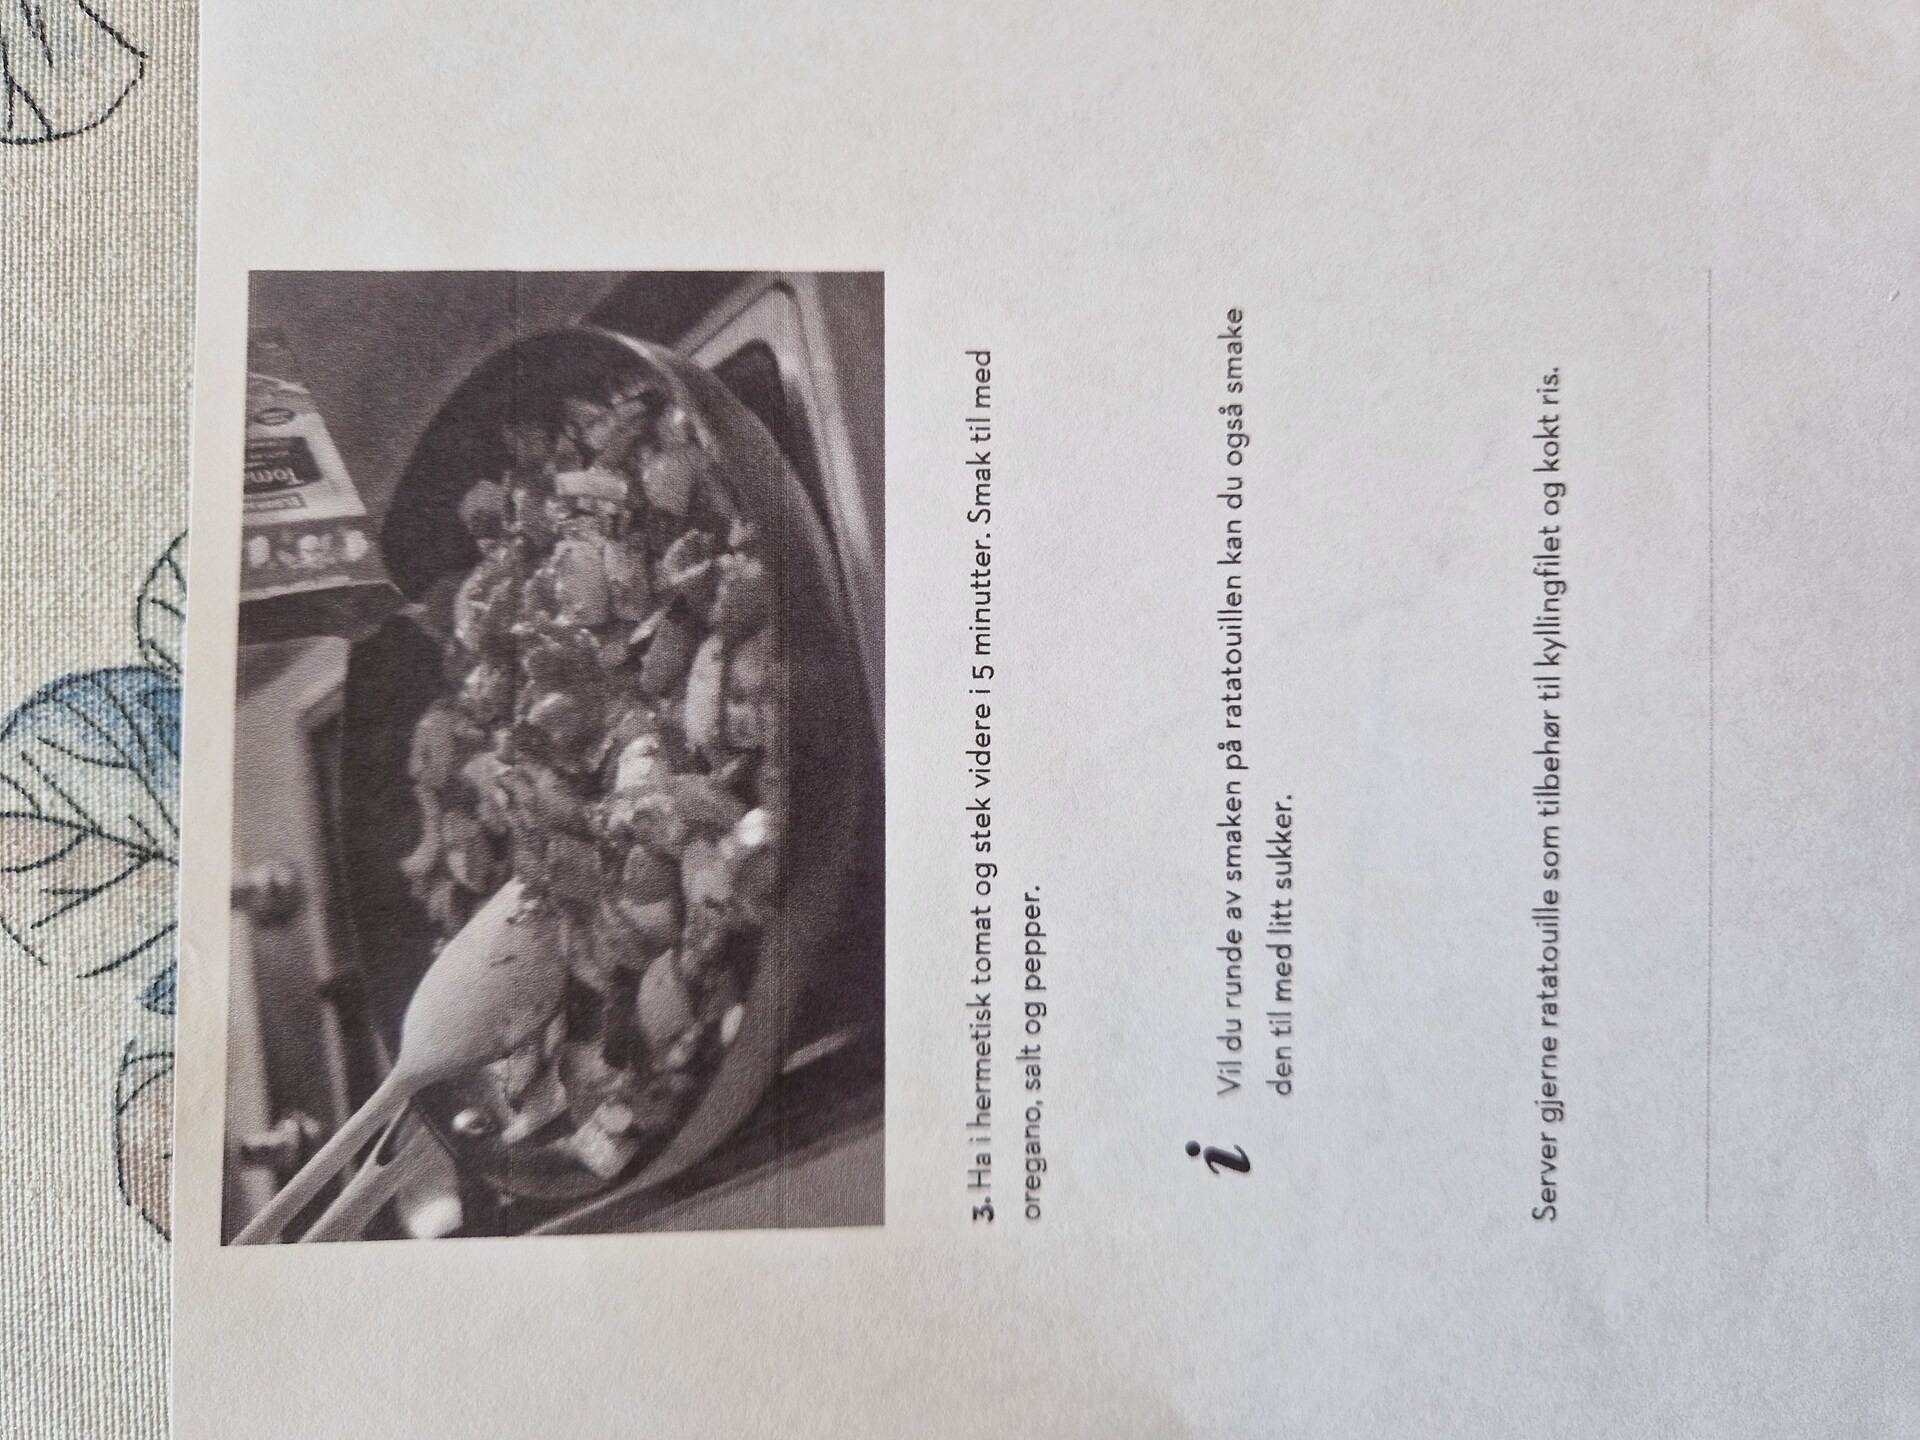 Tom
3. Ha i hermetisk tomat og stek videre i 5 minutter. Smak til med
oregano, salt og pepper.
i
Vil du runde av smaken på ratatouillen kan du også smake
den til med litt sukker.
Server gjerne ratatouille som tilbehør til kyllingfilet og kokt ris.